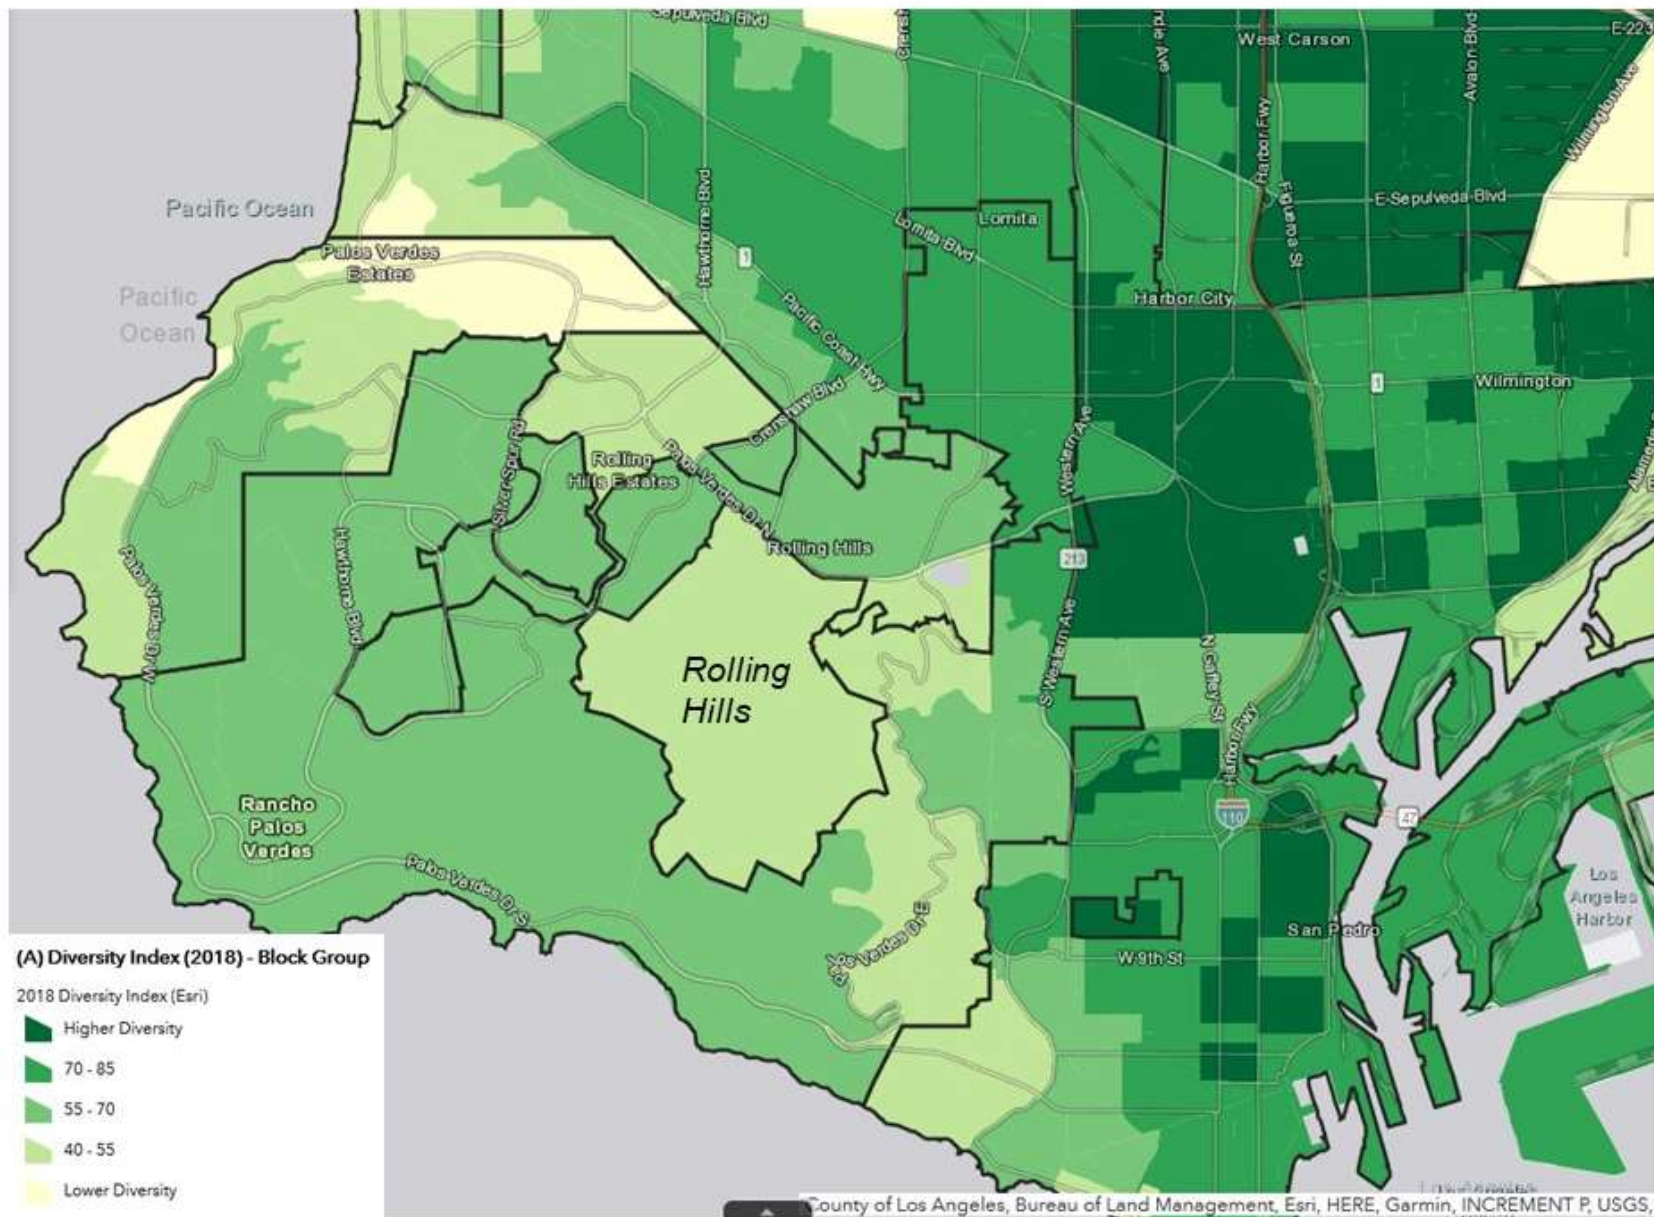 Sepulveda Blvd
West Carson
E-223
Avalon Blvd
Wilmington Ave
Harbor Fwy
Pacific Ocean
Hawthorne Blvd
Figueroa St
E Sepulveda Blvd
Lomita
Lomita Blvd
Palos Verdes
Estates
1
Pacific
Ocean
Harbor City
Pacific Coast Hwy
1
Wilmington
Crenshaw Blvd
Western Ave
Silver Spur Rd
Rolling
Hills Estates
Palos Verdes Dr N
Rolling Hills
213
Palos Verdes Dr W
Hawthorne Blvd
S Western Ave
N Gaffey St
Rolling
Hills
Harbor Fwy
Rancho
Palos
Verdes
110
47
Palos Verdes Dr S
Los
Angeles
Harbor
San Pedro
Verdes Dr E
W 9th St
(A) Diversity Index (2018) - Block Group
2018 Diversity Index (Esri)
Higher Diversity
70 - 85
55 - 70
40 - 55
Lower Diversity
County of Los Angeles, Bureau of Land Management, Esri, HERE, Garmin, INCREMENT P, USGS,